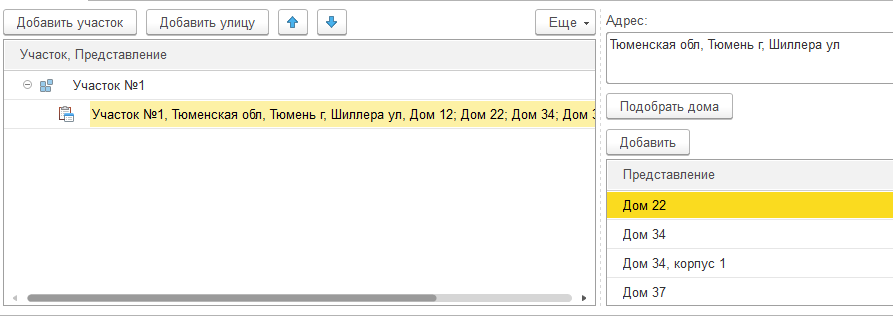 Добавить участок
Добавить улицу
Еще
Участок, Представление
Участок №1
Участок №1, Тюменская обл, Тюмень г, Шиллера ул, Дом 12; Дом 22; Дом 34; Дом
Адрес:
Тюменская обл, Тюмень г, Шиллера ул
Подобрать дома
Добавить
Представление
Дом 22
Дом 34
Дом 34, корпус 1
Дом 37